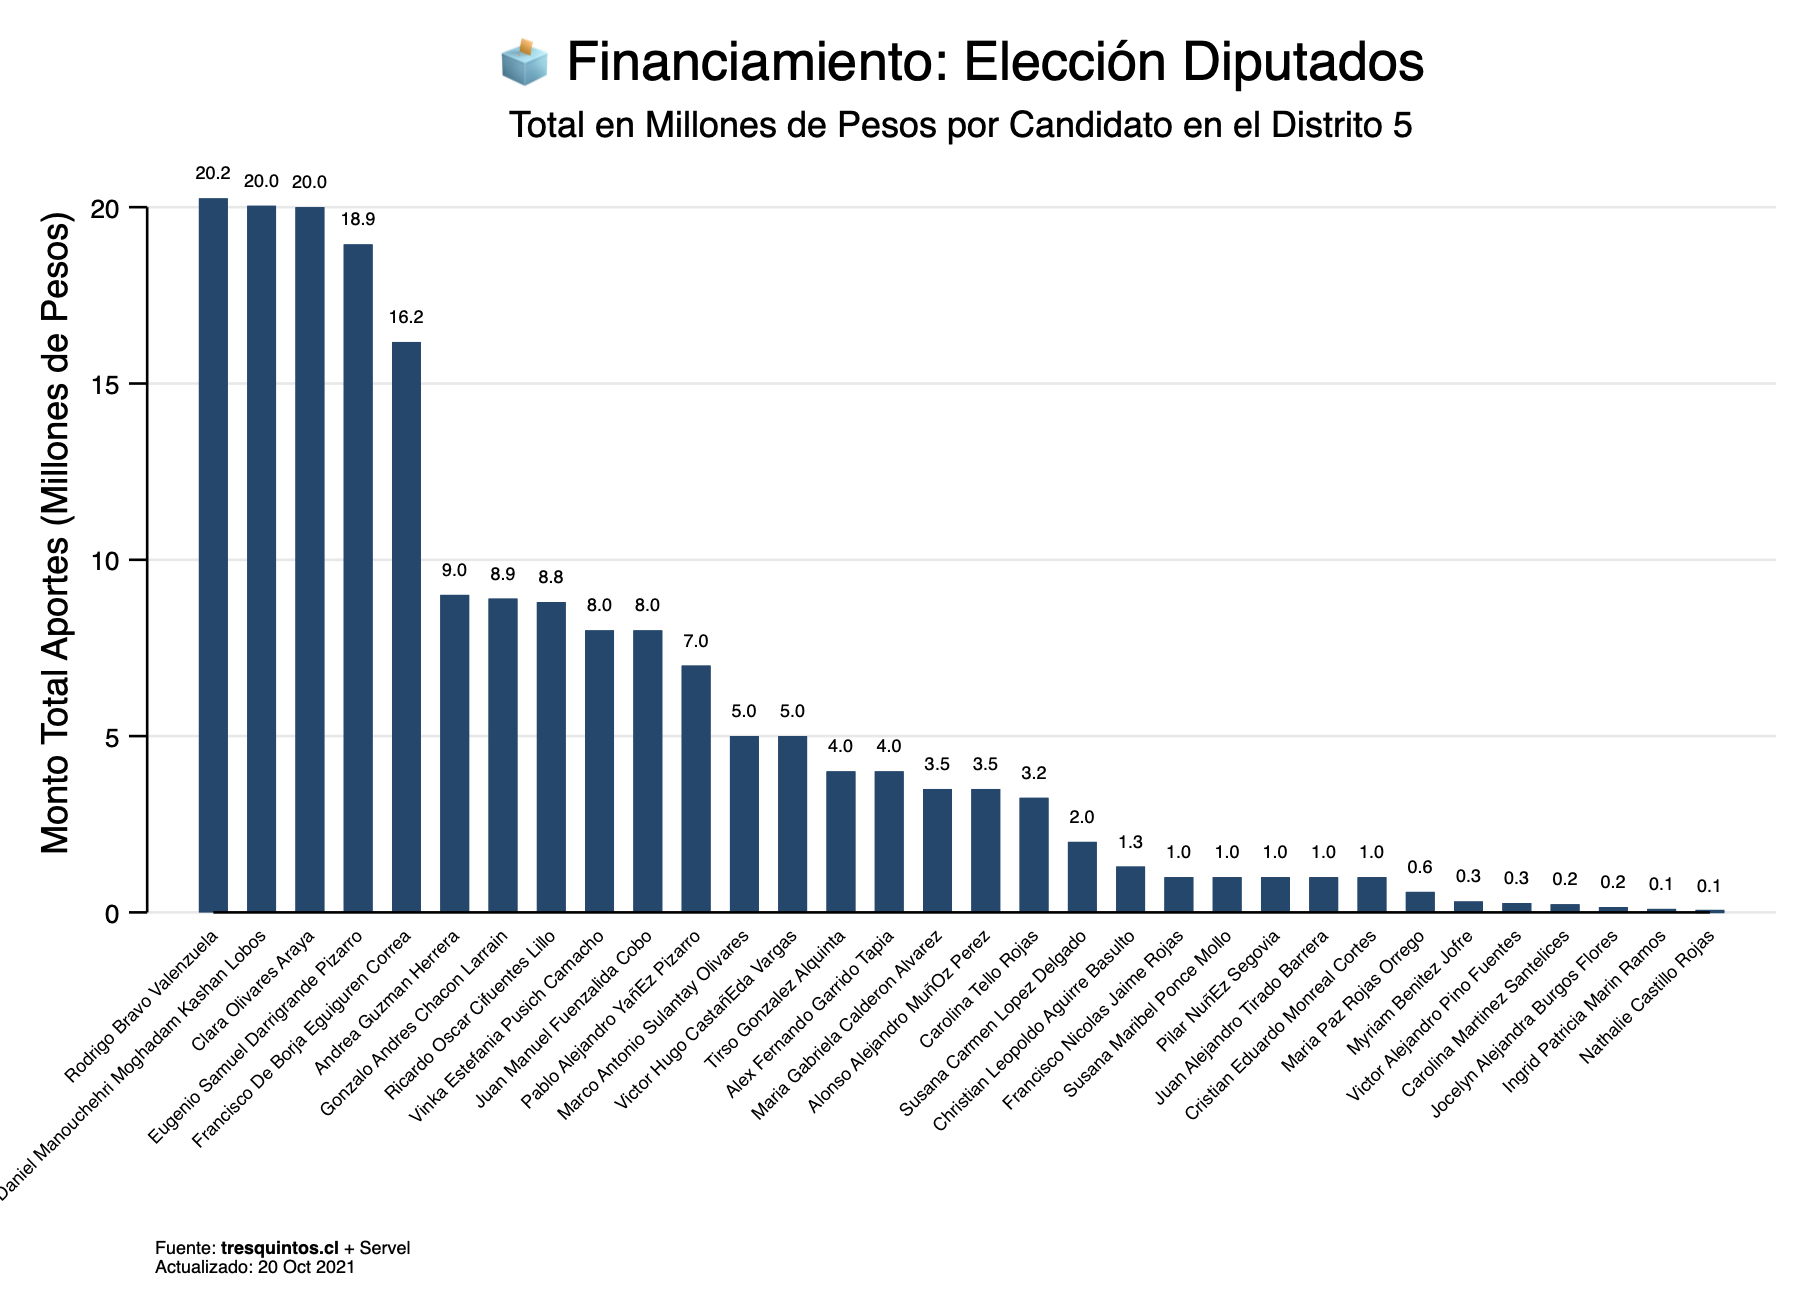 Financiamiento: Elección Diputados
Total en Millones de Pesos por Candidato en el Distrito 5
Monto Total Aportes (Millones de Pesos)
20
15
10
5
0
20.2
20.0
20.0
18.9
16.2
9.0
8.9
8.8
8.0
8.0
7.0
5.0
5.0
4.0
4.0
3.5
3.5
3.2
2.0
1.3
1.0
1.0
1.0
1.0
1.0
0.6
0.3
0.3
0.2
0.2
0.1
0.1
Rodrigo Bravo Valenzuela
Daniel Manouchehri Moghadam Kashan Lobos
Clara Olivares Araya
Eugenio Samuel Darrigrande Pizarro
Francisco De Borja Eguiguren Correa
Andrea Guzman Herrera
Gonzalo Andres Chacon Larrain
Ricardo Oscar Cifuentes Lillo
Vinka Estefania Pusich Camacho
Juan Manuel Fuenzalida Cobo
Pablo Alejandro YañEz Pizarro
Marco Antonio Sulantay Olivares
Victor Hugo CastañEda Vargas
Tirso Gonzalez Alquinta
Alex Fernando Garrido Tapia
Maria Gabriela Calderon Alvarez
Alonso Alejandro MuñOz Perez
Carolina Tello Rojas
Susana Carmen Lopez Delgado
Christian Leopoldo Aguirre Basulto
Francisco Nicolas Jaime Rojas
Susana Maribel Ponce Mollo
Pilar NuñEz Segovia
Juan Alejandro Tirado Barrera
Cristian Eduardo Monreal Cortes
Maria Paz Rojas Orrego
Myriam Benitez Jofre
Victor Alejandro Pino Fuentes
Carolina Martinez Santelices
Jocelyn Alejandra Burgos Flores
Ingrid Patricia Marin Ramos
Nathalie Castillo Rojas
Fuente: tresquintos.cl + Servel
Actualizado: 20 Oct 2021